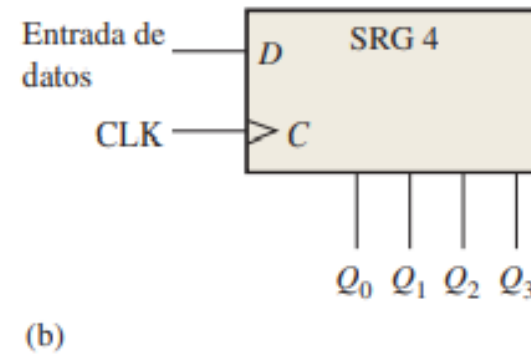 Entrada de
datos
D
SRG 4
CLK
C
Q₀ Q₁ Q₂ Q₃
(b)